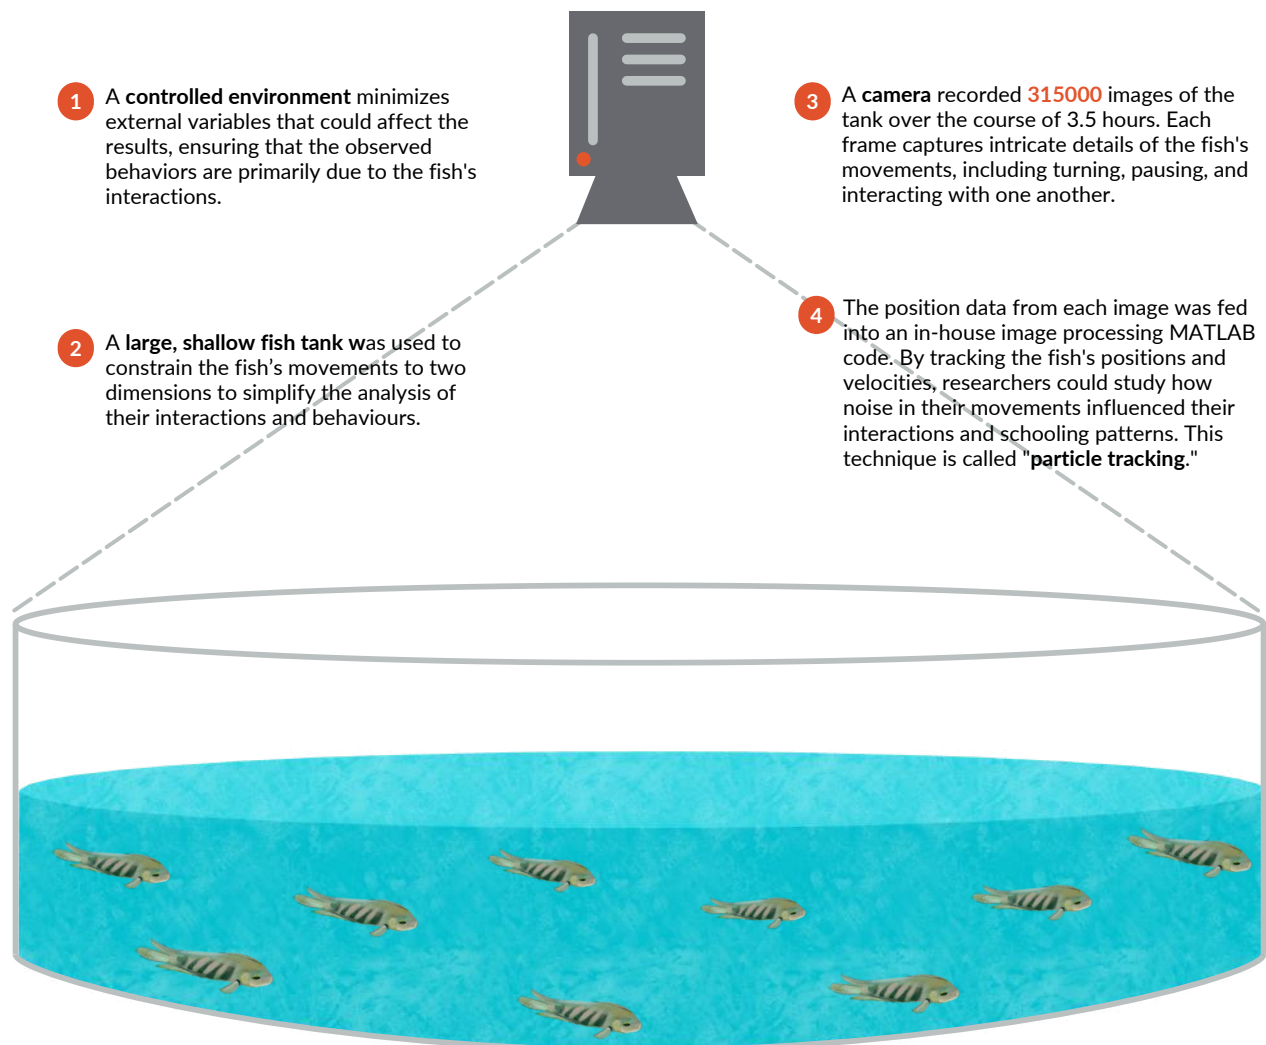 1
A controlled environment minimizes
external variables that could affect the
results, ensuring that the observed
behaviors are primarily due to the fish's
interactions.
2
A large, shallow fish tank was used to
constrain the fish’s movements to two
dimensions to simplify the analysis of
their interactions and behaviours.
3
A camera recorded 315000 images of the
tank over the course of 3.5 hours. Each
frame captures intricate details of the fish's
movements, including turning, pausing, and
interacting with one another.
4
The position data from each image was fed
into an in-house image processing MATLAB
code. By tracking the fish's positions and
velocities, researchers could study how
noise in their movements influenced their
interactions and schooling patterns. This
technique is called "particle tracking."